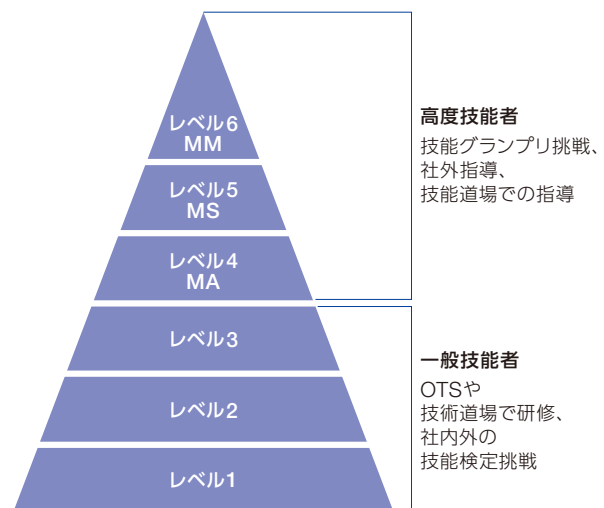 レベル6
MM
レベル5
MS
レベル4
MA
レベル3
レベル2
レベル1
高度技能者
技能グランプリ挑戦、
社外指導、
技能道場での指導
一般技能者
OTSや
技術道場で研修、
社内外の
技能検定挑戦